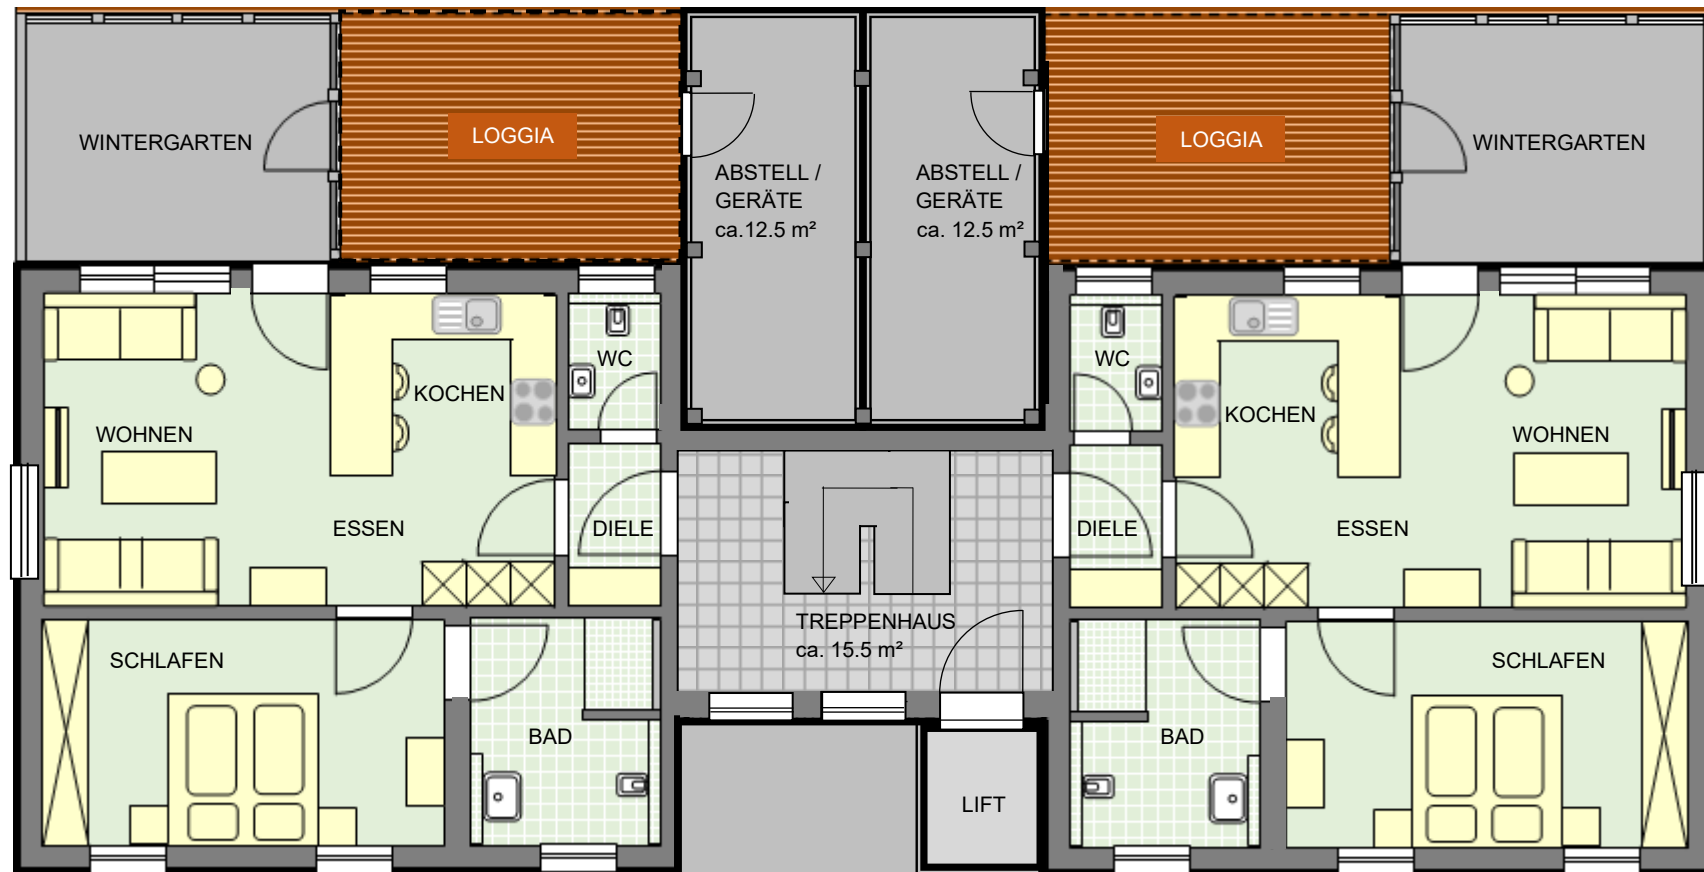 WINTERGARTEN
LOGGIA
ABSTELL /
GERÄTE
ca.12.5 m²
ABSTELL /
GERÄTE
ca. 12.5 m²
LOGGIA
WINTERGARTEN
WC
KOCHEN
WOHNEN
ESSEN
DIELE
WC
KOCHEN
WOHNEN
DIELE
ESSEN
TREPPENHAUS
ca. 15.5 m²
SCHLAFEN
BAD
LIFT
BAD
SCHLAFEN